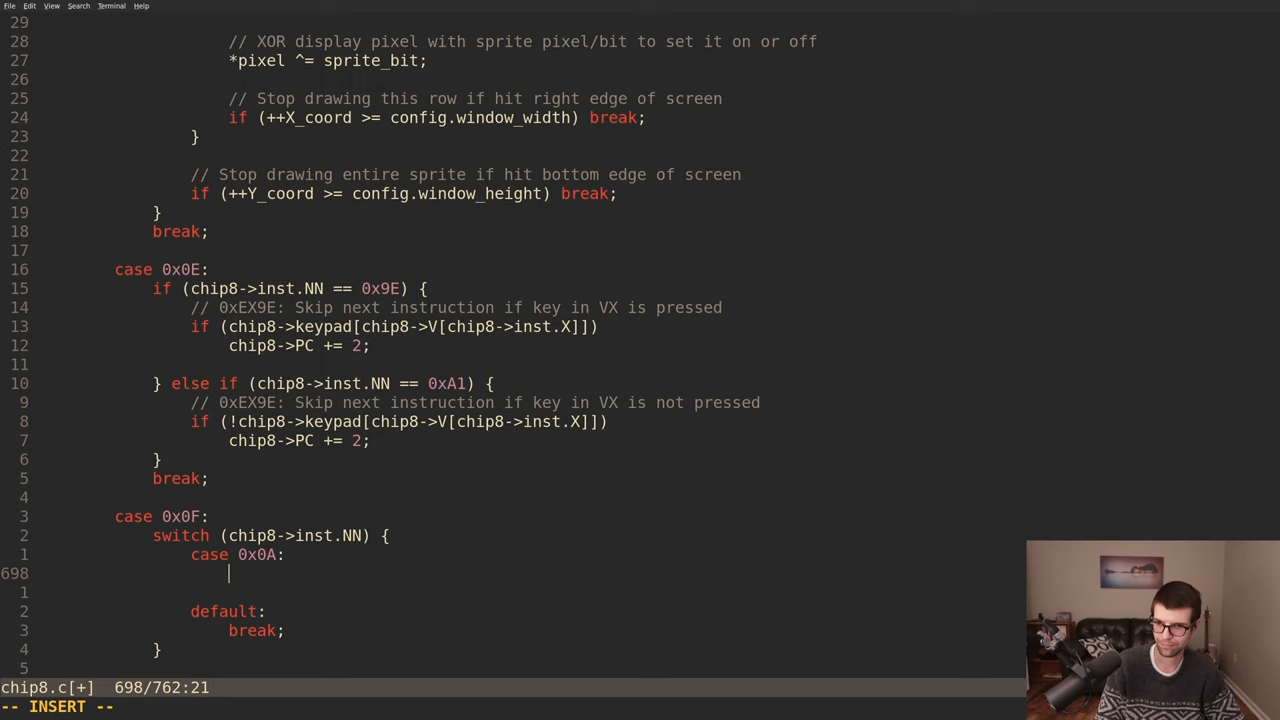 File Edit View Search Terminal Help
29
28 // XOR display pixel with sprite pixel/bit to set it on or off
27 *pixel ^= sprite_bit;
26
25 // Stop drawing this row if hit right edge of screen
24 if (++X_coord >= config.window_width) break;
23 }
22
21 // Stop drawing entire sprite if hit bottom edge of screen
20 if (++Y_coord >= config.window_height) break;
19 }
18 break;
17
16 case 0x0E:
15 if (chip8->inst.NN == 0x9E) {
14 // 0xEX9E: Skip next instruction if key in VX is pressed
13 if (chip8->keypad[chip8->V[chip8->inst.X]])
12 chip8->PC += 2;
11
10 } else if (chip8->inst.NN == 0xA1) {
9 // 0xEX9E: Skip next instruction if key in VX is not pressed
8 if (!chip8->keypad[chip8->V[chip8->inst.X]])
7 chip8->PC += 2;
6 }
5 break;
4
3 case 0x0F:
2 switch (chip8->inst.NN) {
1 case 0x0A:
698
1
2 default:
3 break;
4 }
5
chip8.c[+] 698/762:21
-- INSERT --